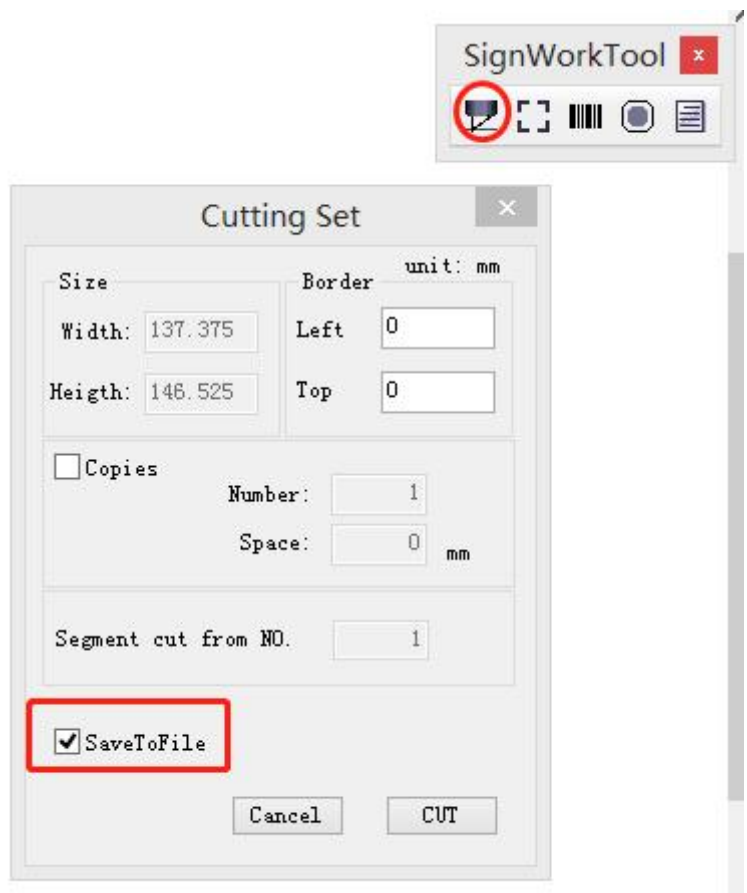 SignWorkTool
x
Cutting Set
unit: mm
Size
Border
Width: 137.375
Left 0
Heigth: 146.525
Top 0
Copies
Number: 1
Space: 0 mm
Segment cut from NO. 1
SaveToFile
Cancel CUT